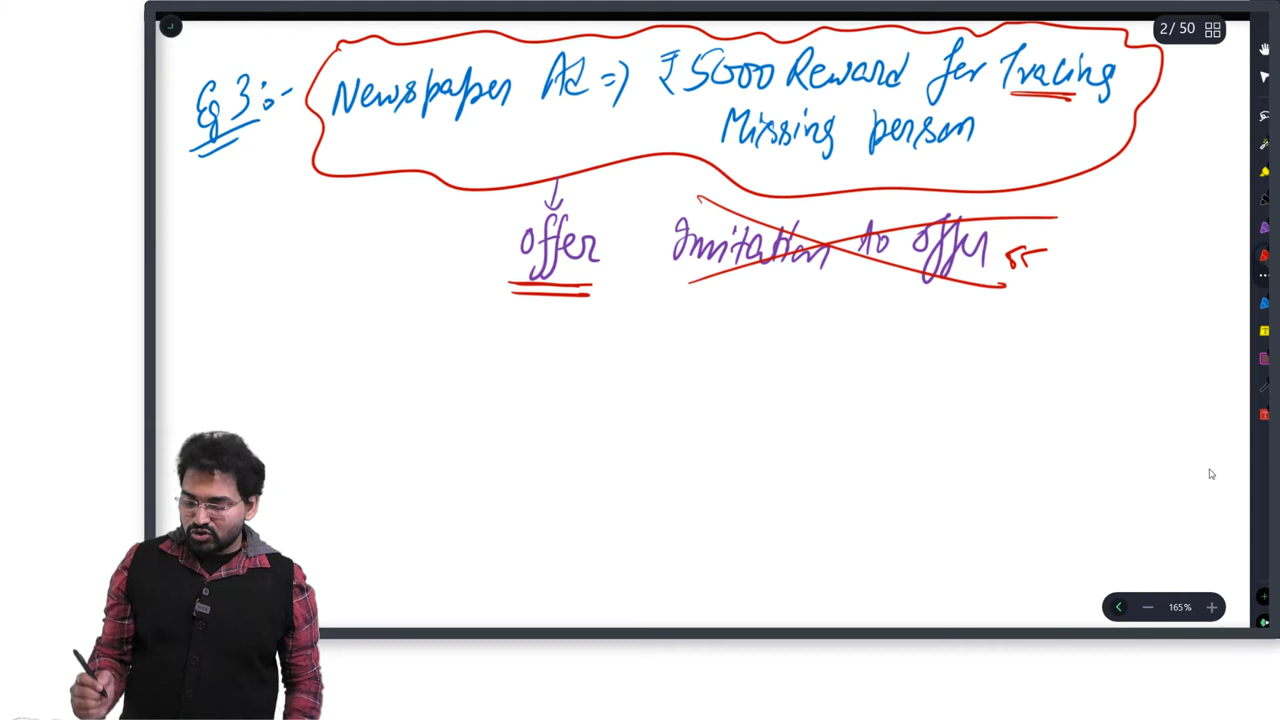 2 / 50
Eg 3:-
Newspaper Ad => ₹5000 Reward for Tracing
Missing person
offer
Invitation to offer
165%